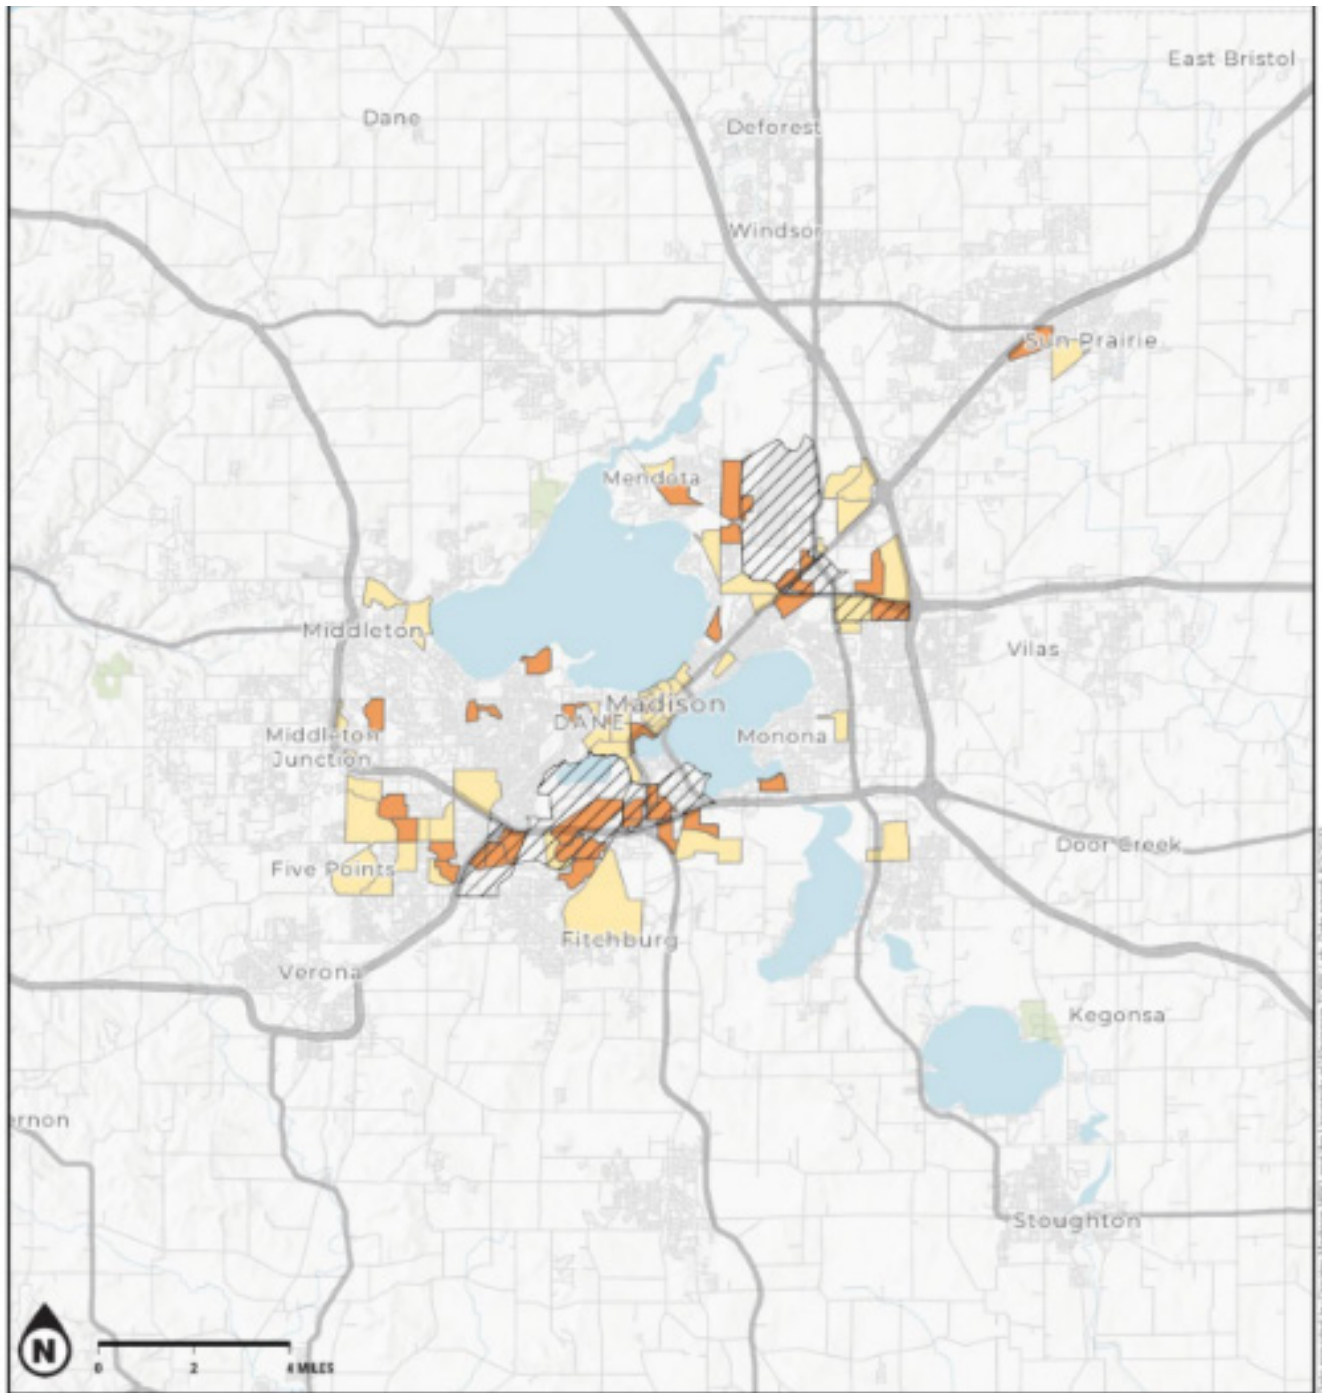 East Bristol
Dane
Deforest
Windsor
Sun Prairie
Mendota
Middleton
Vilas
Madison
DANE
Monona
Middleton
Junction
Door Creek
Five Points
Fitchburg
Verona
Kegonsa
ernon
Stoughton
N
0 2 4 MILES